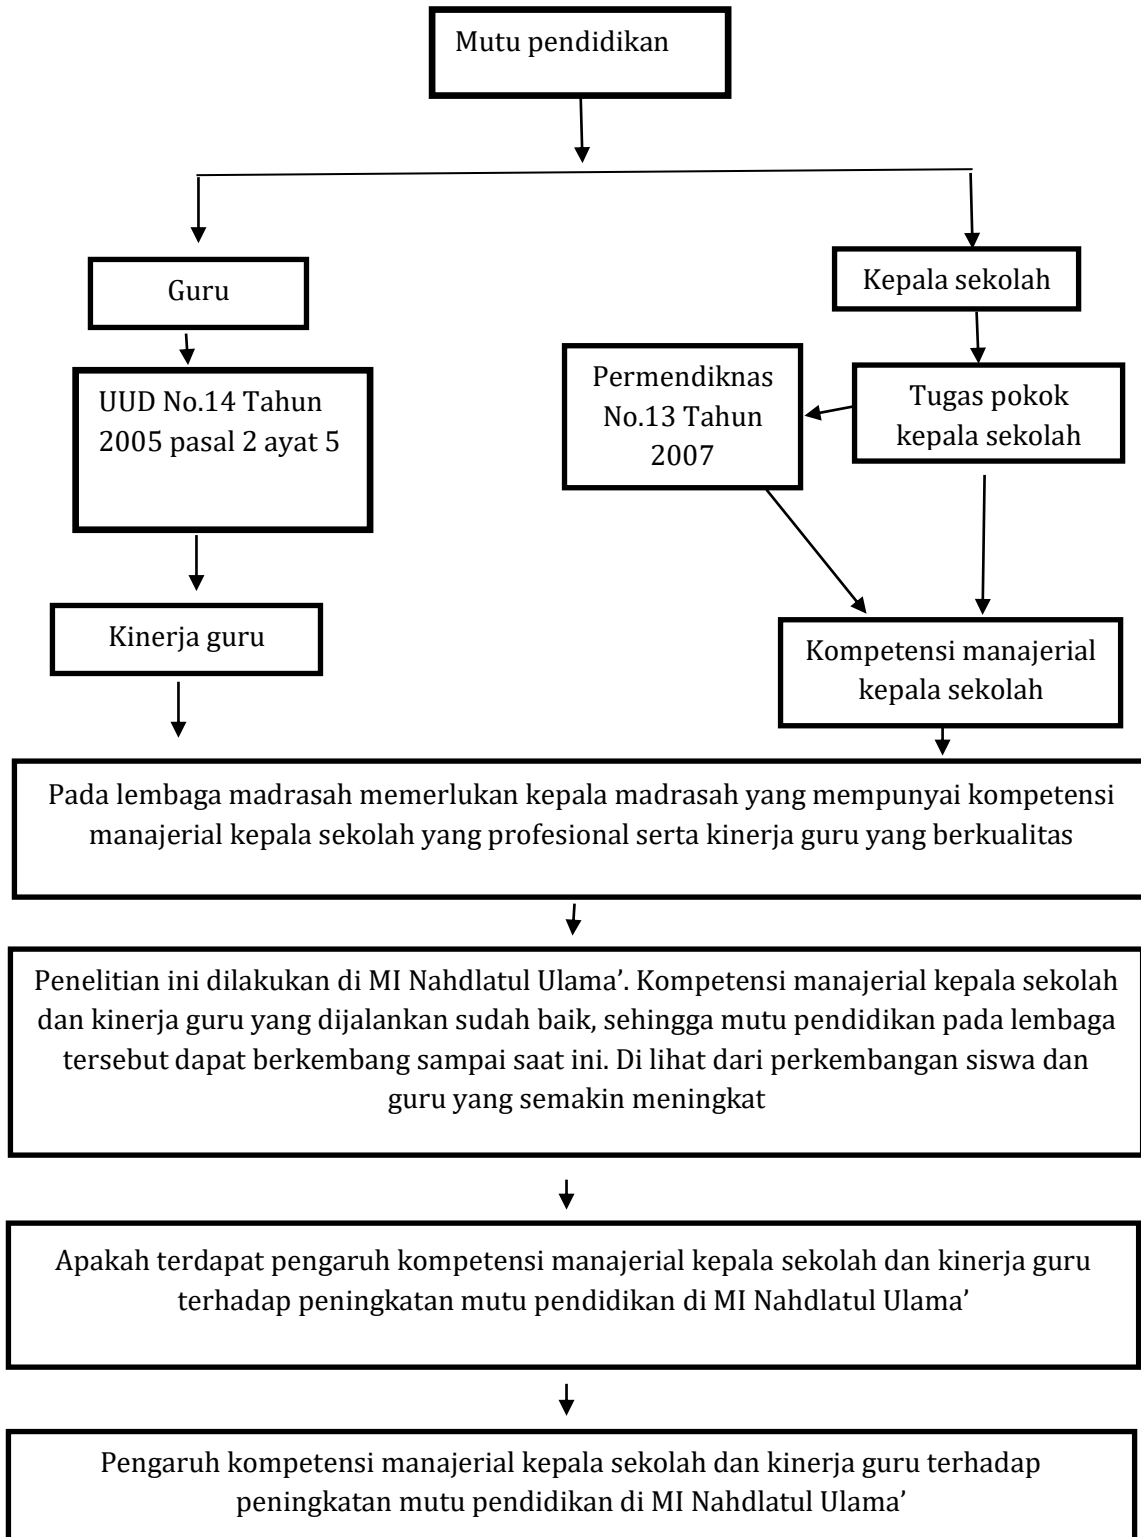 Mutu pendidikan
Guru
Kepala sekolah
UUD No.14 Tahun
2005 pasal 2 ayat 5
Permendiknas
No.13 Tahun
2007
Tugas pokok
kepala sekolah
Kinerja guru
Kompetensi manajerial
kepala sekolah
Pada lembaga madrasah memerlukan kepala madrasah yang mempunyai kompetensi
manajerial kepala sekolah yang profesional serta kinerja guru yang berkualitas
Penelitian ini dilakukan di MI Nahdlatul Ulama’. Kompetensi manajerial kepala sekolah
dan kinerja guru yang dijalankan sudah baik, sehingga mutu pendidikan pada lembaga
tersebut dapat berkembang sampai saat ini. Di lihat dari perkembangan siswa dan
guru yang semakin meningkat
Apakah terdapat pengaruh kompetensi manajerial kepala sekolah dan kinerja guru
terhadap peningkatan mutu pendidikan di MI Nahdlatul Ulama’
Pengaruh kompetensi manajerial kepala sekolah dan kinerja guru terhadap
peningkatan mutu pendidikan di MI Nahdlatul Ulama’